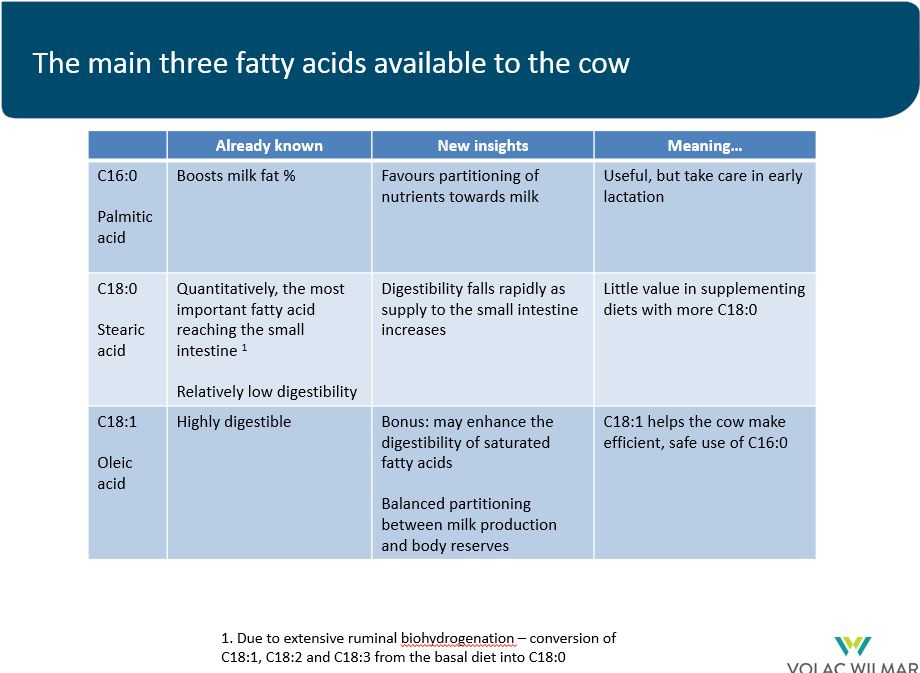 The main three fatty acids available to the cow
Already known
New insights
Meaning...
C16:0
Palmitic
acid
Boosts milk fat %
Favours partitioning of
nutrients towards milk
Useful, but take care in early
lactation
C18:0
Stearic
acid
Quantitatively, the most
important fatty acid
reaching the small
intestine 1
Relatively low digestibility
Digestibility falls rapidly as
supply to the small intestine
increases
Little value in supplementing
diets with more C18:0
C18:1
Oleic
acid
Highly digestible
Bonus: may enhance the
digestibility of saturated
fatty acids
Balanced partitioning
between milk production
and body reserves
C18:1 helps the cow make
efficient, safe use of C16:0
1. Due to extensive ruminal biohydrogenation – conversion of
C18:1, C18:2 and C18:3 from the basal diet into C18:0
VOLAC WILMAR